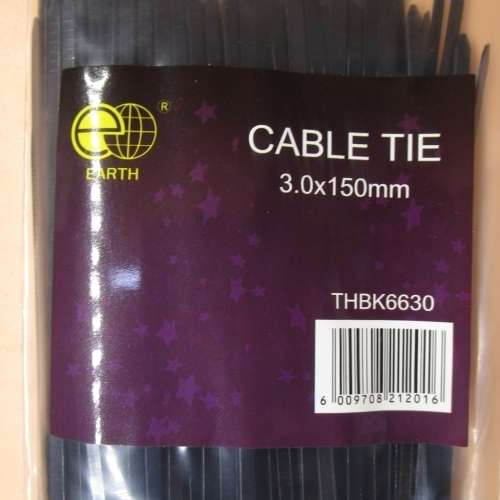 e ®
EARTH
CABLE TIE
3.0x150mm
THBK6630
6 009708 212016